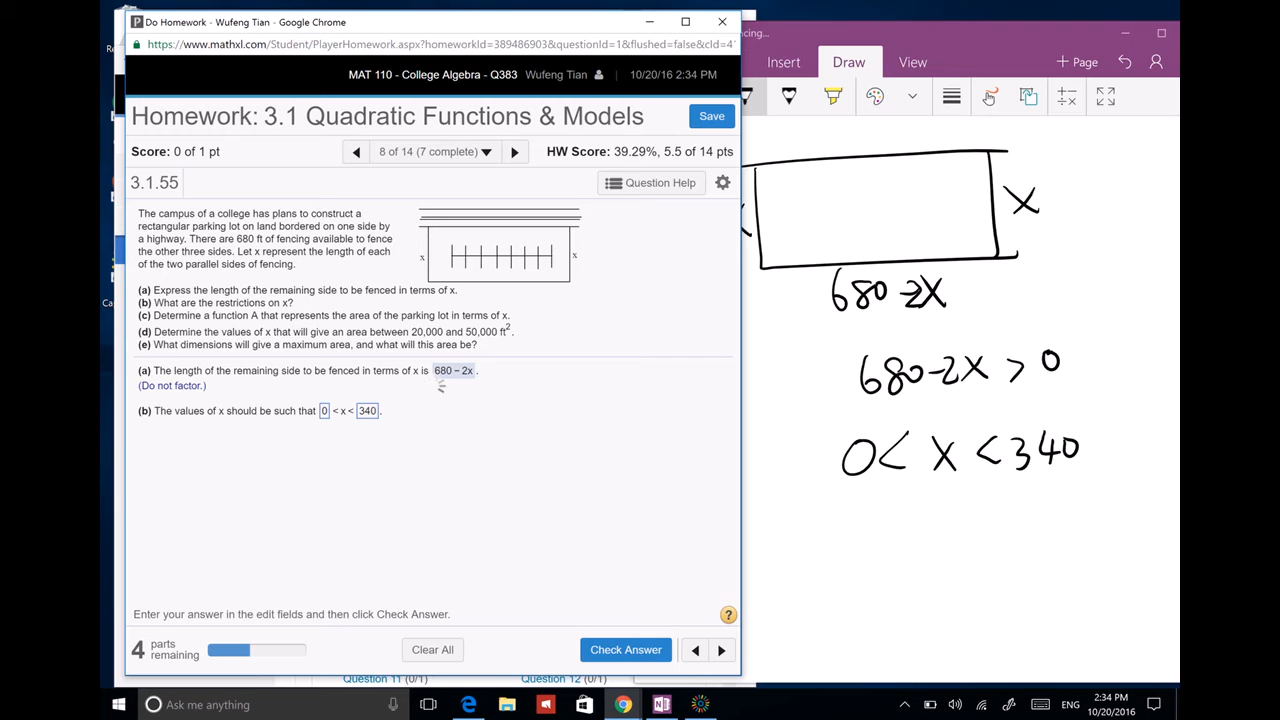 Do Homework - Wufeng Tian - Google Chrome
https://www.mathxl.com/Student/PlayerHomework.aspx?homeworkId=389486903&questionId=1&flushed=false&cId=4
ncing...
Insert Draw View + Page
MAT 110 - College Algebra - Q383 Wufeng Tian 10/20/16 2:34 PM
Homework: 3.1 Quadratic Functions & Models
Save
Score: 0 of 1 pt
8 of 14 (7 complete)
HW Score: 39.29%, 5.5 of 14 pts
3.1.55
Question Help
The campus of a college has plans to construct a
rectangular parking lot on land bordered on one side by
a highway. There are 680 ft of fencing available to fence
the other three sides. Let x represent the length of each
of the two parallel sides of fencing.
x
x
(a) Express the length of the remaining side to be fenced in terms of x.
(b) What are the restrictions on x?
(c) Determine a function A that represents the area of the parking lot in terms of x.
(d) Determine the values of x that will give an area between 20,000 and 50,000 ft².
(e) What dimensions will give a maximum area, and what will this area be?
(a) The length of the remaining side to be fenced in terms of x is 680 − 2x .
(Do not factor.)
(b) The values of x should be such that 0 < x < 340 .
Enter your answer in the edit fields and then click Check Answer.
?
4 parts
remaining
Clear All
Check Answer
Question 11 (0/1) Question 12 (0/1)
X
680-2X
680-2X > 0
0< X <340
Ask me anything
ENG
2:34 PM
10/20/2016